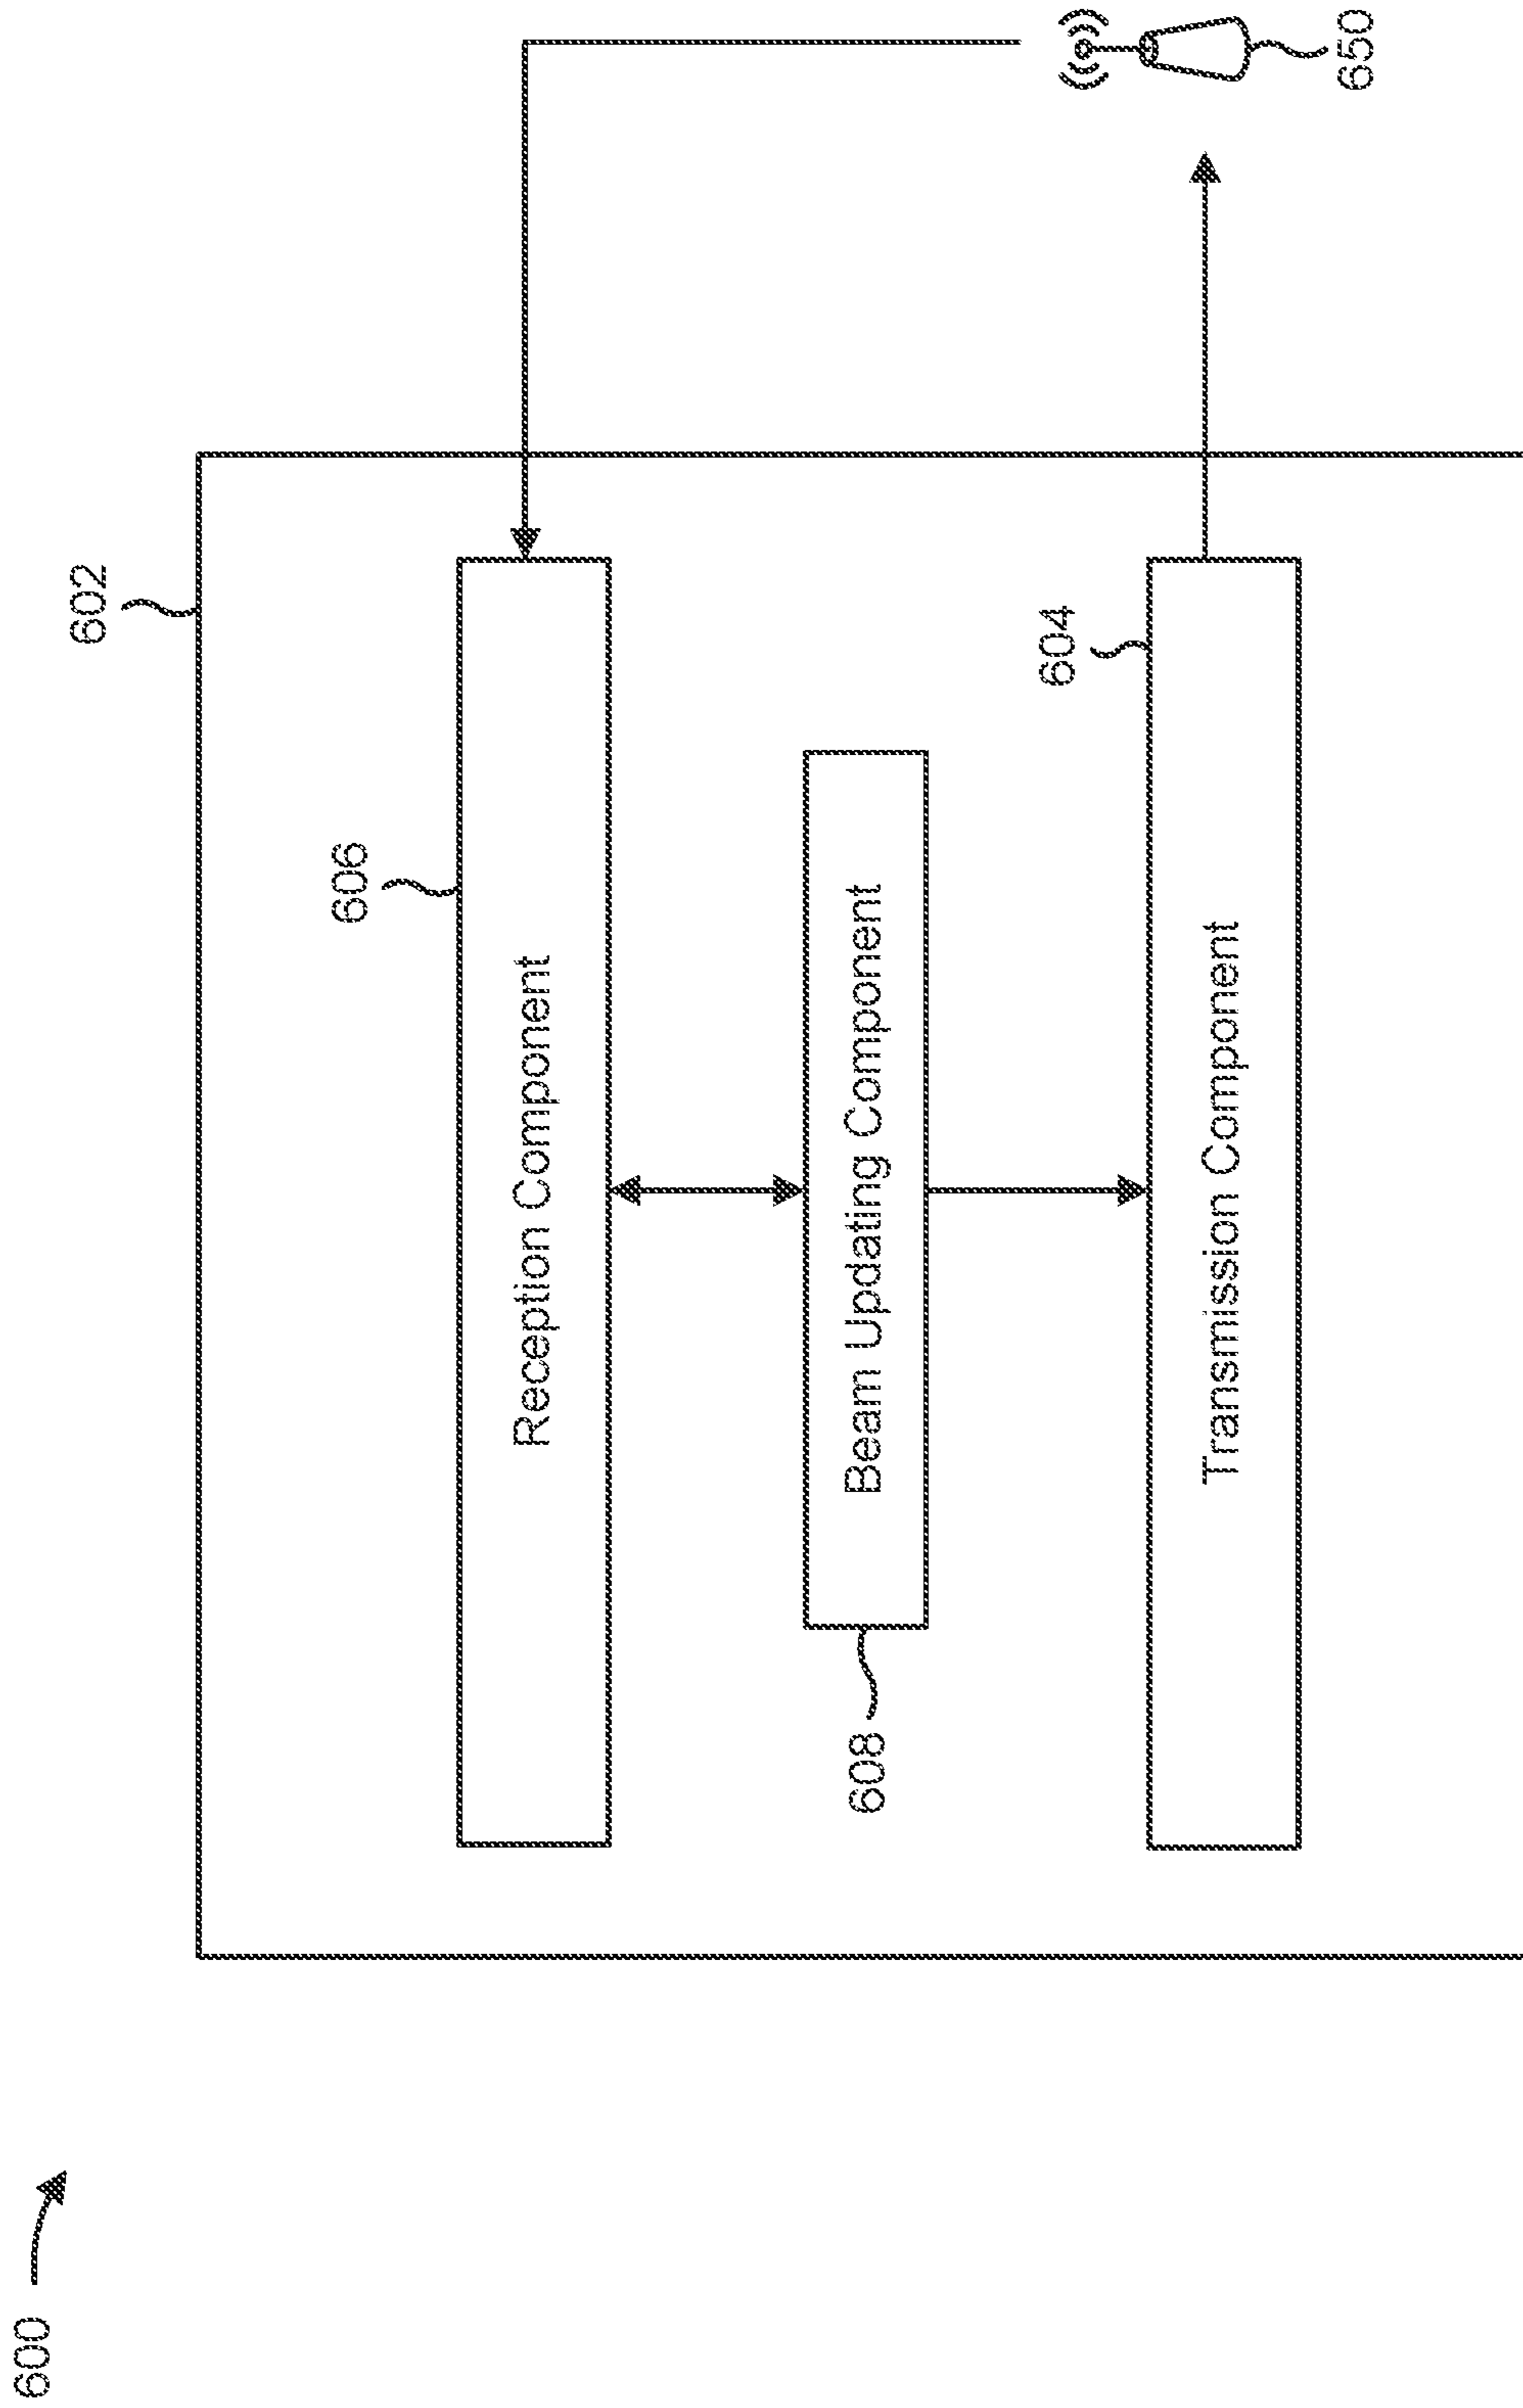 600
602
606
Reception Component
608
Beam Updating Component
604
Transmission Component
650